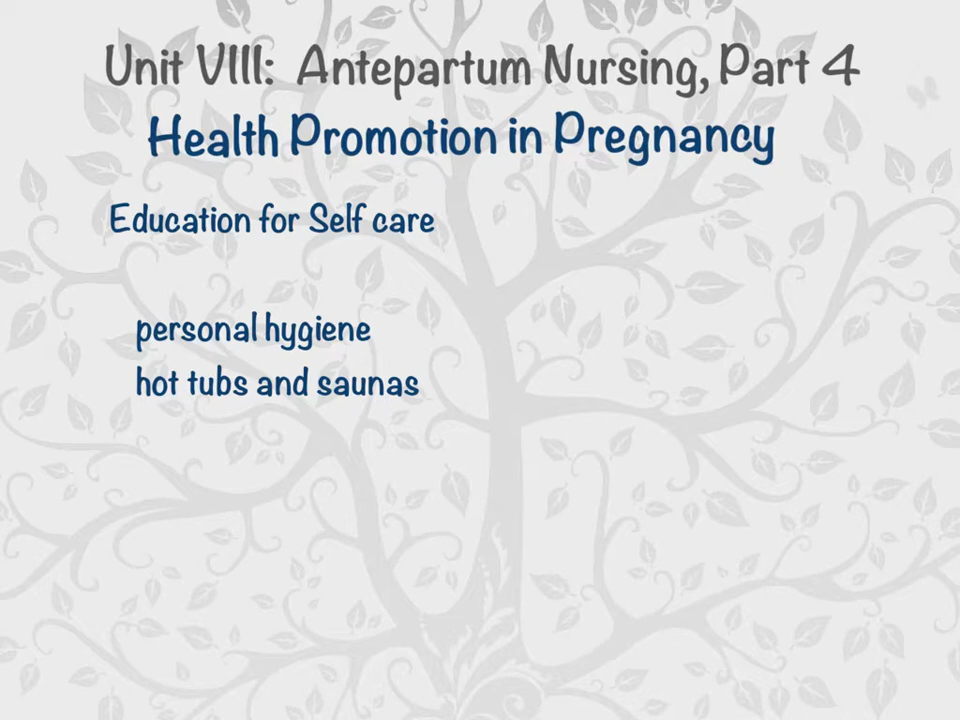 Unit VIII: Antepartum Nursing, Part 4
Health Promotion in Pregnancy
Education for Self care
personal hygiene
hot tubs and saunas